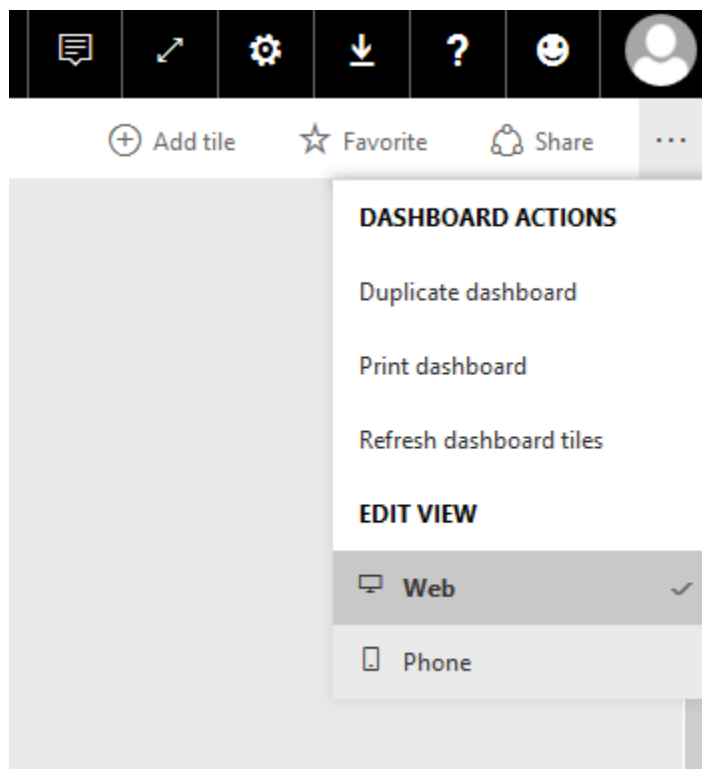 Add tile
Favorite
Share
...
DASHBOARD ACTIONS
Duplicate dashboard
Print dashboard
Refresh dashboard tiles
EDIT VIEW
Web
Phone